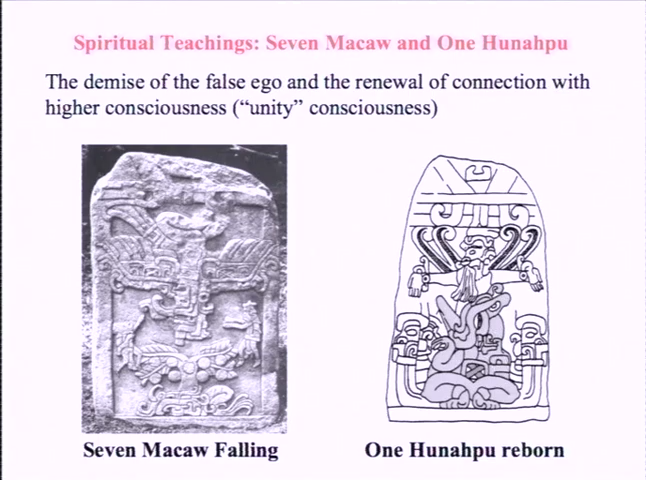 Spiritual Teachings: Seven Macaw and One Hunahpu
The demise of the false ego and the renewal of connection with
higher consciousness (“unity” consciousness)
Seven Macaw Falling
One Hunahpu reborn